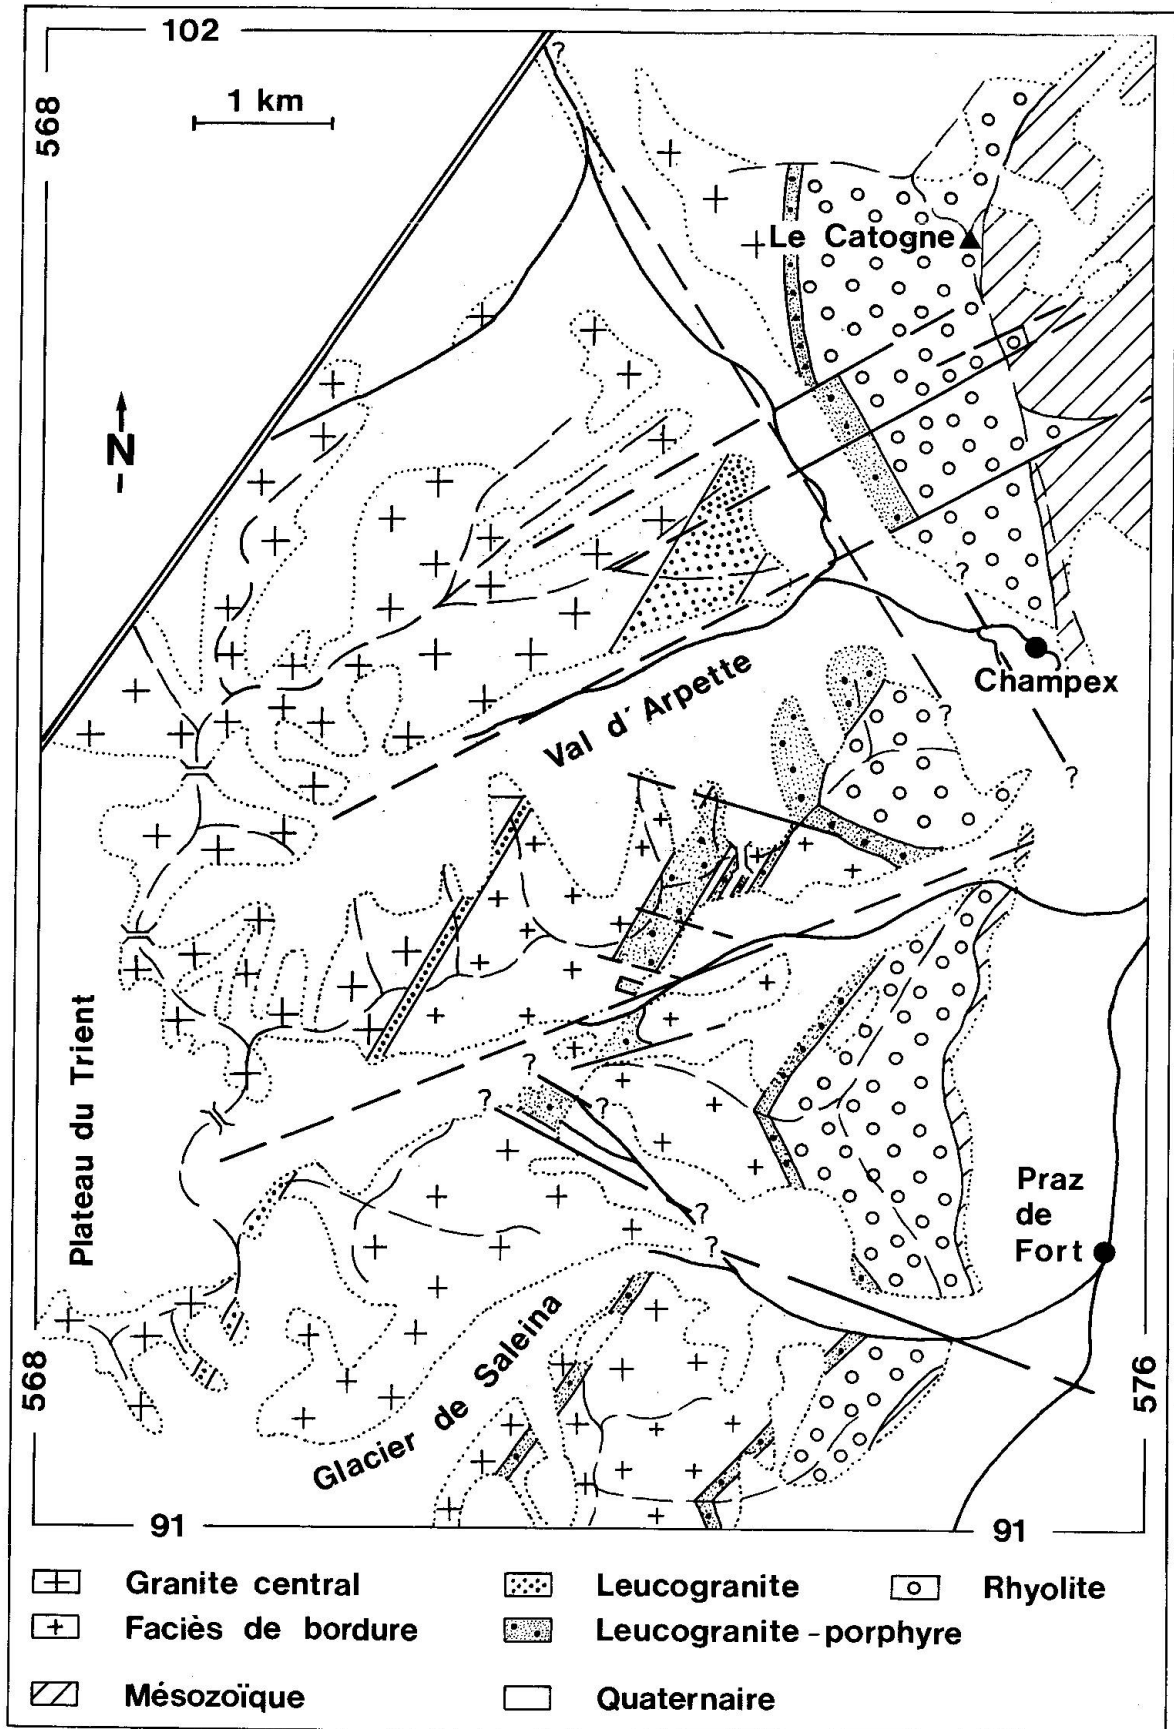 102
568
1 km
N
Le Catogne
Champex
Val d'Arpette
Plateau du Trient
Praz
de
Fort
Glacier de Saleina
568
576
91
91
?
?
?
?
?
?
?
?
?
Granite central
Leucogranite
Rhyolite
Faciès de bordure
Leucogranite-porphyre
Mésozoïque
Quaternaire